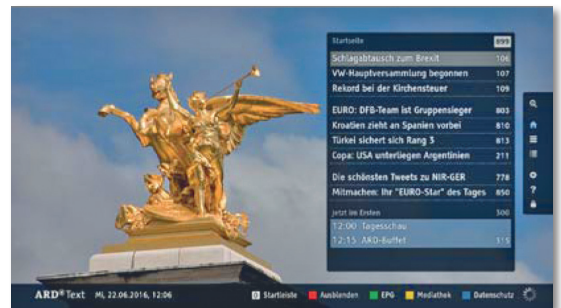 Startseite 899
Schlagabtausch zum Brexit 106
VW-Hauptversammlung begonnen 107
Rekord bei der Kirchensteuer 109
EURO: DFB-Team ist Gruppensieger 803
Kroatien zieht an Spanien vorbei 810
Türkei sichert sich Rang 3 813
Copa: USA unterliegen Argentinien 211
Die schönsten Tweets zu NIR-GER 778
Mitmachen: Ihr "EURO-Star" des Tages 850
Jetzt im Ersten 300
12:00 Tagesschau
12:15 ARD-Buffet 315
?
ARD Text Mi, 22.06.2016, 12:06 0 Startleiste Ausblenden EPG Mediathek Datenschutz